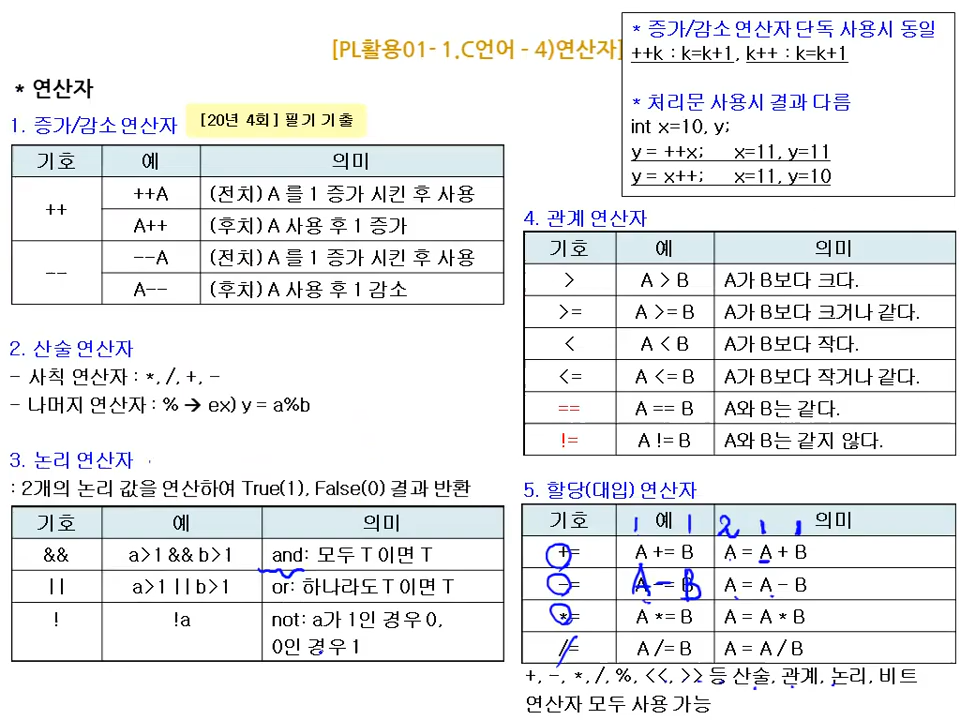 [PL활용01- 1.C언어 - 4)연산자]
* 증가/감소 연산자 단독 사용시 동일
++k : k=k+1, k++ : k=k+1
* 처리문 사용시 결과 다름
int x=10, y;
y = ++x; x=11, y=11
y = x++; x=11, y=10
* 연산자
1. 증가/감소 연산자 [20년 4회] 필기 기출
기호 예 의미
++ ++A (전치) A 를 1 증가 시킨 후 사용
A++ (후치) A 사용 후 1 증가
-- --A (전치) A 를 1 증가 시킨 후 사용
A-- (후치) A 사용 후 1 감소
2. 산술 연산자
- 사칙 연산자 : *, /, +, -
- 나머지 연산자 : % → ex) y = a%b
3. 논리 연산자
: 2개의 논리 값을 연산하여 True(1), False(0) 결과 반환
기호 예 의미
&& a>1 && b>1 and: 모두 T 이면 T
|| a>1 || b>1 or: 하나라도 T 이면 T
! !a not: a가 1인 경우 0,
0인 경우 1
4. 관계 연산자
기호 예 의미
> A > B A가 B보다 크다.
>= A >= B A가 B보다 크거나 같다.
< A < B A가 B보다 작다.
<= A <= B A가 B보다 작거나 같다.
== A == B A와 B는 같다.
!= A != B A와 B는 같지 않다.
5. 할당(대입) 연산자
기호 1 예 1 2 1 1 의미
+= A += B A = A + B
-= A -= B A = A - B
*= A *= B A = A * B
/= A /= B A = A / B
+, -, *, /, %, <<, >> 등 산술, 관계, 논리, 비트
연산자 모두 사용 가능